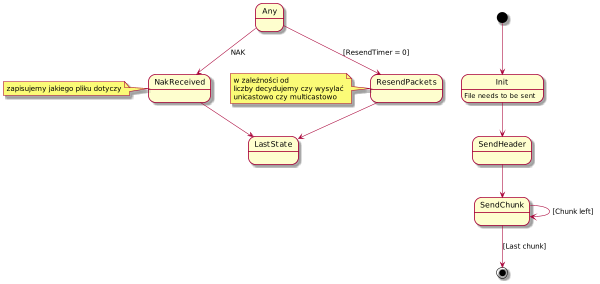 Any
NAK
[ResendTimer = 0]
NakReceived
zapisujemy jakiego pliku dotyczy
w zależności od
liczby decydujemy czy wysylać
unicastowo czy multicastowo
ResendPackets
LastState
Init
File needs to be sent
SendHeader
SendChunk
[Chunk left]
[Last chunk]